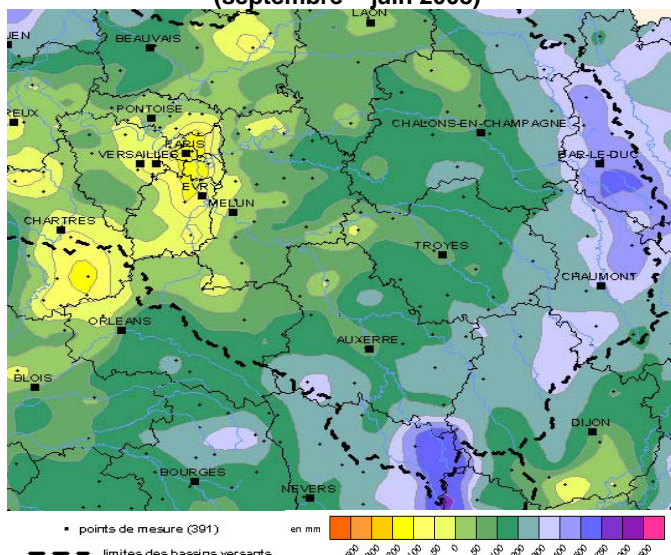 (septembre – juin 2008)
LAON
BEAUVAIS
PONTOISE
CHALONS-EN-CHAMPAGNE
PARIS
VERSAILLES
BAR-LE-DUC
EVRY
MELUN
CHARTRES
TROYES
CHAUMONT
ORLEANS
AUXERRE
BLOIS
DIJON
BOURGES
NEVERS
points de mesure (391)
en mm
limites des bassins versants